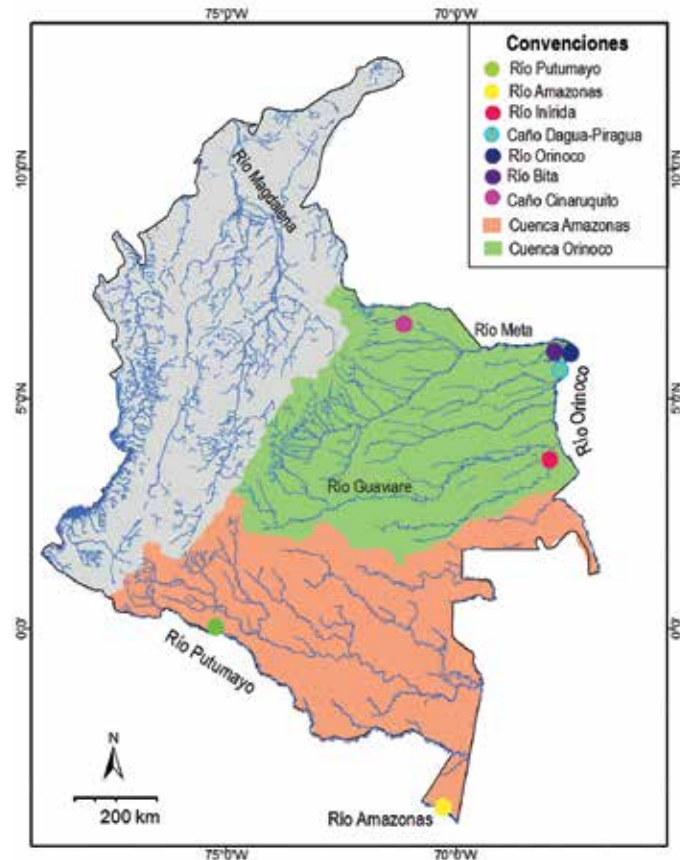 75°0'W
70°0'W
Convenciones
Río Putumayo
Río Amazonas
Río Inírida
Caño Dagua-Piragua
Río Orinoco
Río Bita
Caño Cinaruquito
Cuenca Amazonas
Cuenca Orinoco
10°0'N
10°0'N
Río Magdalena
Río Meta
5°0'N
5°0'N
Río Orinoco
Río Guaviare
0°0'
0°0'
Río Putumayo
N
200 km
Río Amazonas
75°0'W
70°0'W